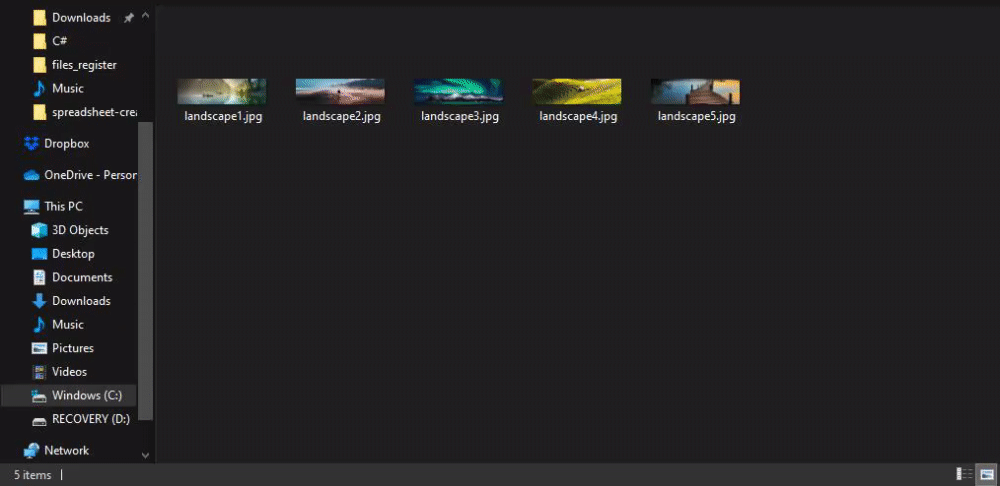 Downloads
C#
files_register
Music
spreadsheet-crea
Dropbox
OneDrive - Person
This PC
3D Objects
Desktop
Documents
Downloads
Music
Pictures
Videos
Windows (C:)
RECOVERY (D:)
Network
landscape1.jpg
landscape2.jpg
landscape3.jpg
landscape4.jpg
landscape5.jpg
5 items